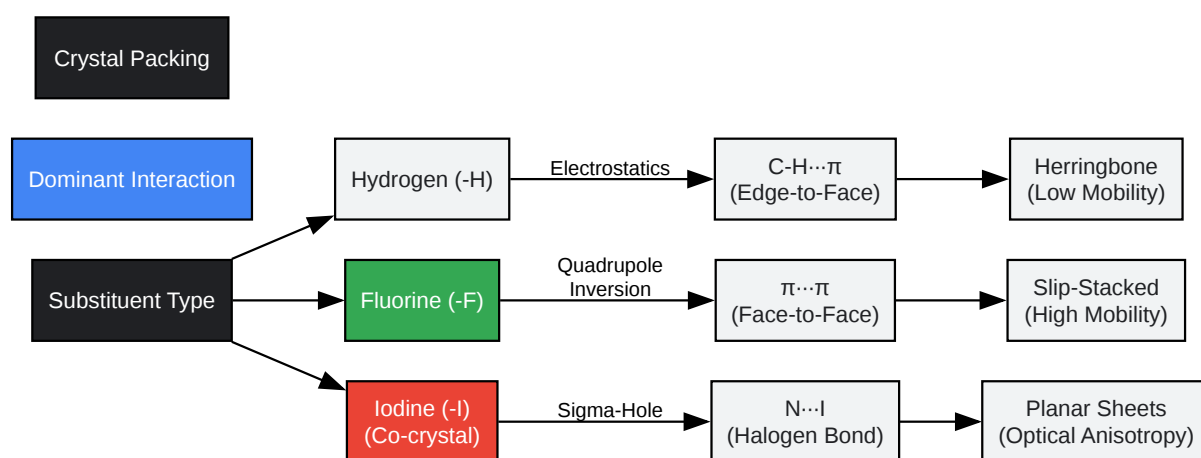 Crystal Packing
Dominant Interaction
Hydrogen (-H)
Electrostatics
C-H···π
(Edge-to-Face)
Herringbone
(Low Mobility)
Substituent Type
Fluorine (-F)
Quadrupole
Inversion
π···π
(Face-to-Face)
Slip-Stacked
(High Mobility)
Iodine (-I)
(Co-crystal)
Sigma-Hole
N···I
(Halogen Bond)
Planar Sheets
(Optical Anisotropy)